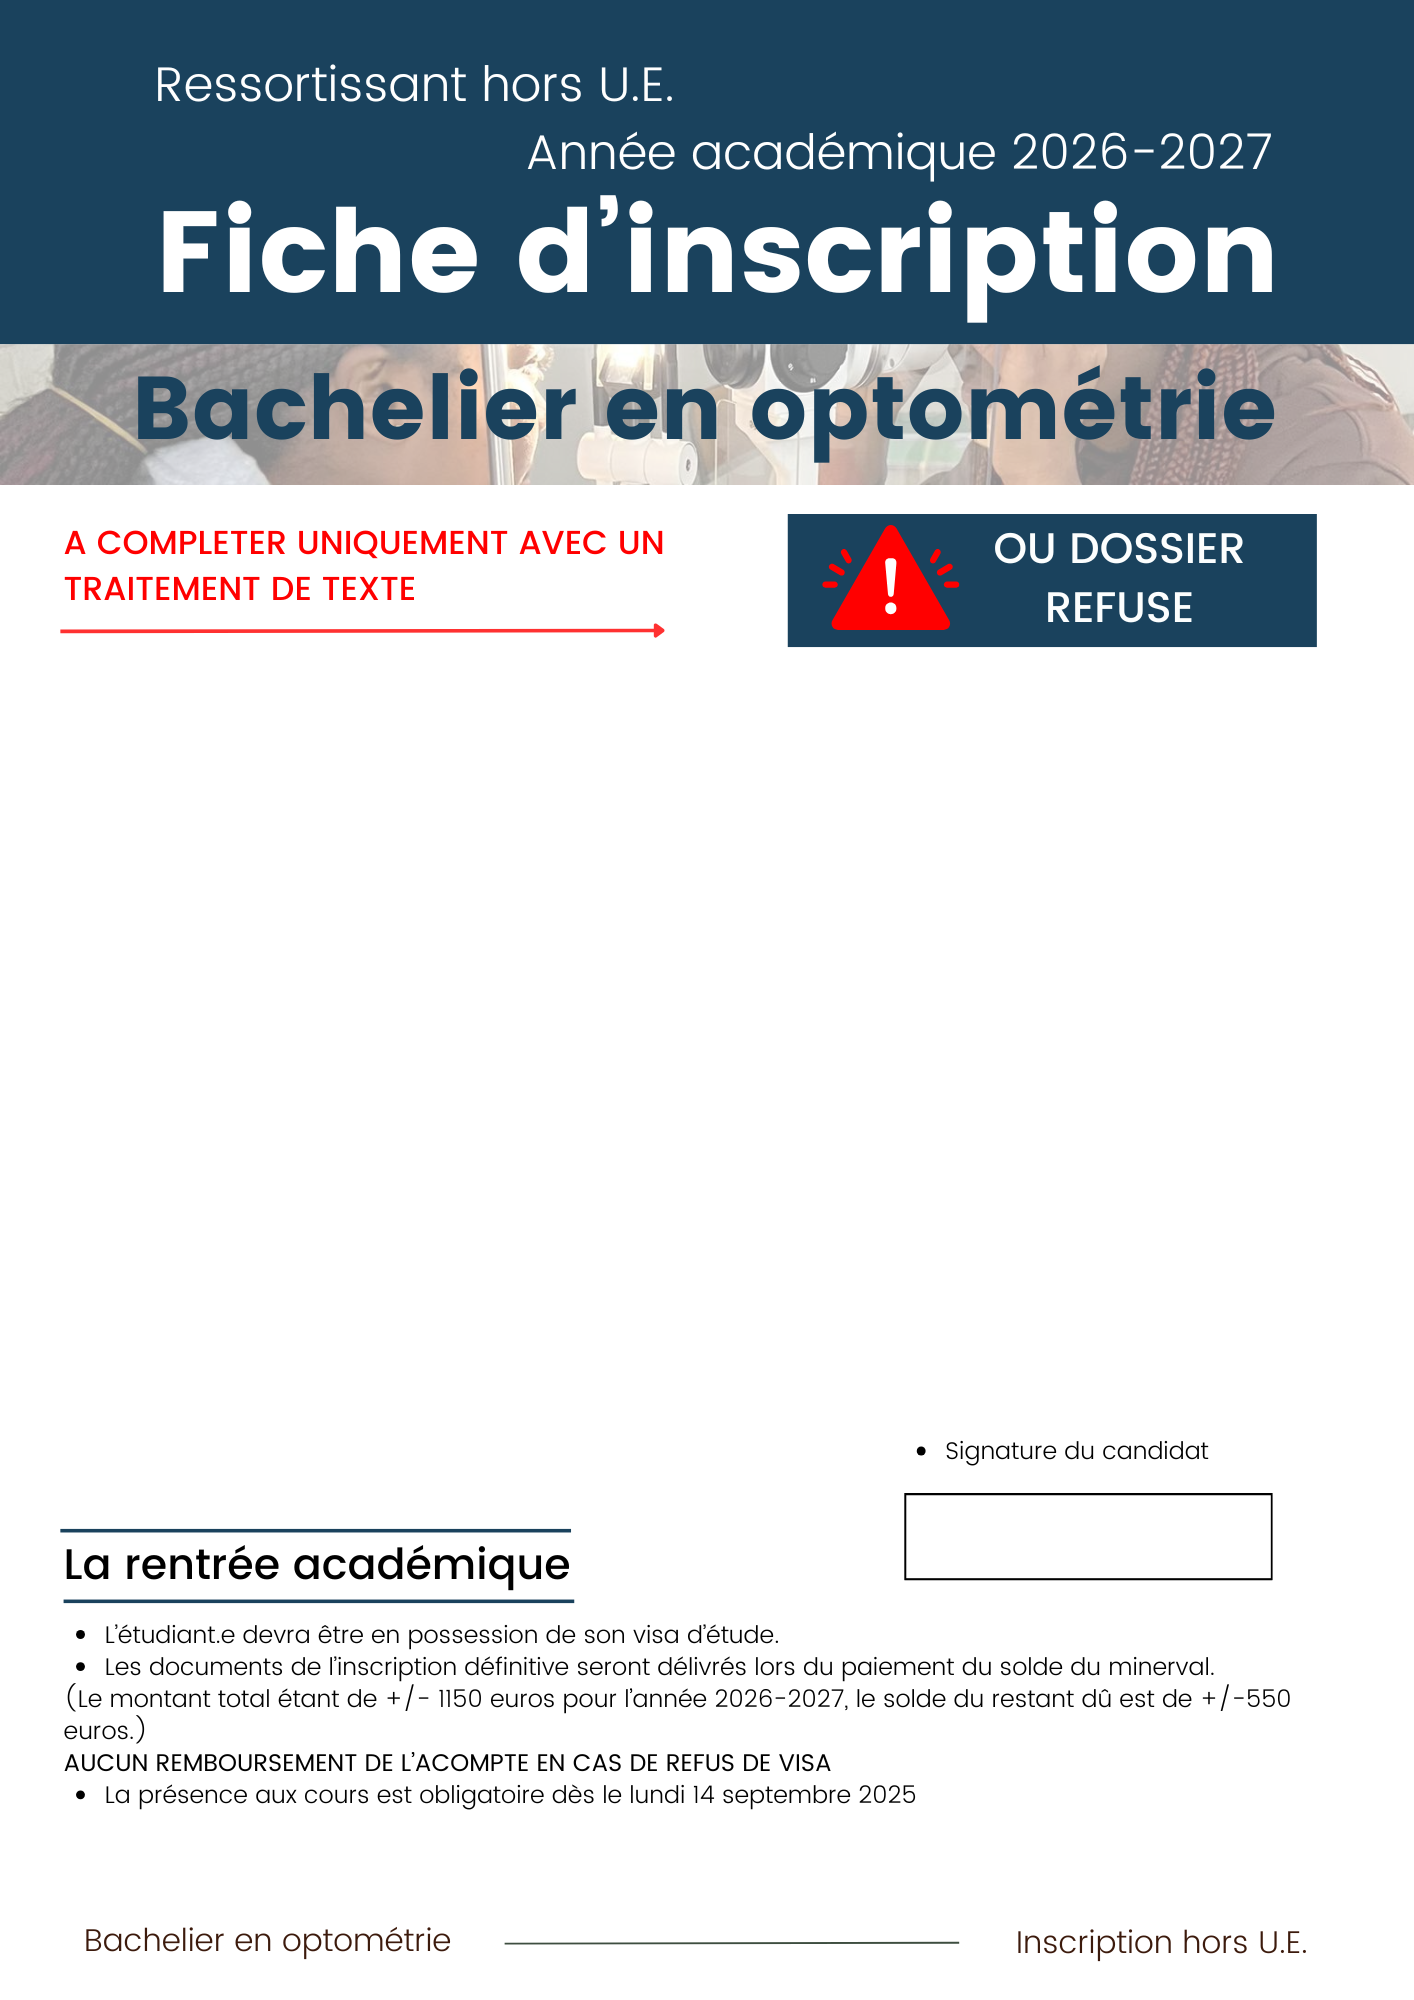 Ressortissant hors U.E.
Année académique 2026-2027
Fiche d’inscription
Bachelier en optométrie
A COMPLETER UNIQUEMENT AVEC UN
TRAITEMENT DE TEXTE
OU DOSSIER
REFUSE
• Signature du candidat
La rentrée académique
• L’étudiant.e devra être en possession de son visa d’étude.
• Les documents de l’inscription définitive seront délivrés lors du paiement du solde du minerval.
(Le montant total étant de +/- 1150 euros pour l’année 2026-2027, le solde du restant dû est de +/-550
euros.)
AUCUN REMBOURSEMENT DE L’ACOMPTE EN CAS DE REFUS DE VISA
• La présence aux cours est obligatoire dès le lundi 14 septembre 2025
Bachelier en optométrie
Inscription hors U.E.